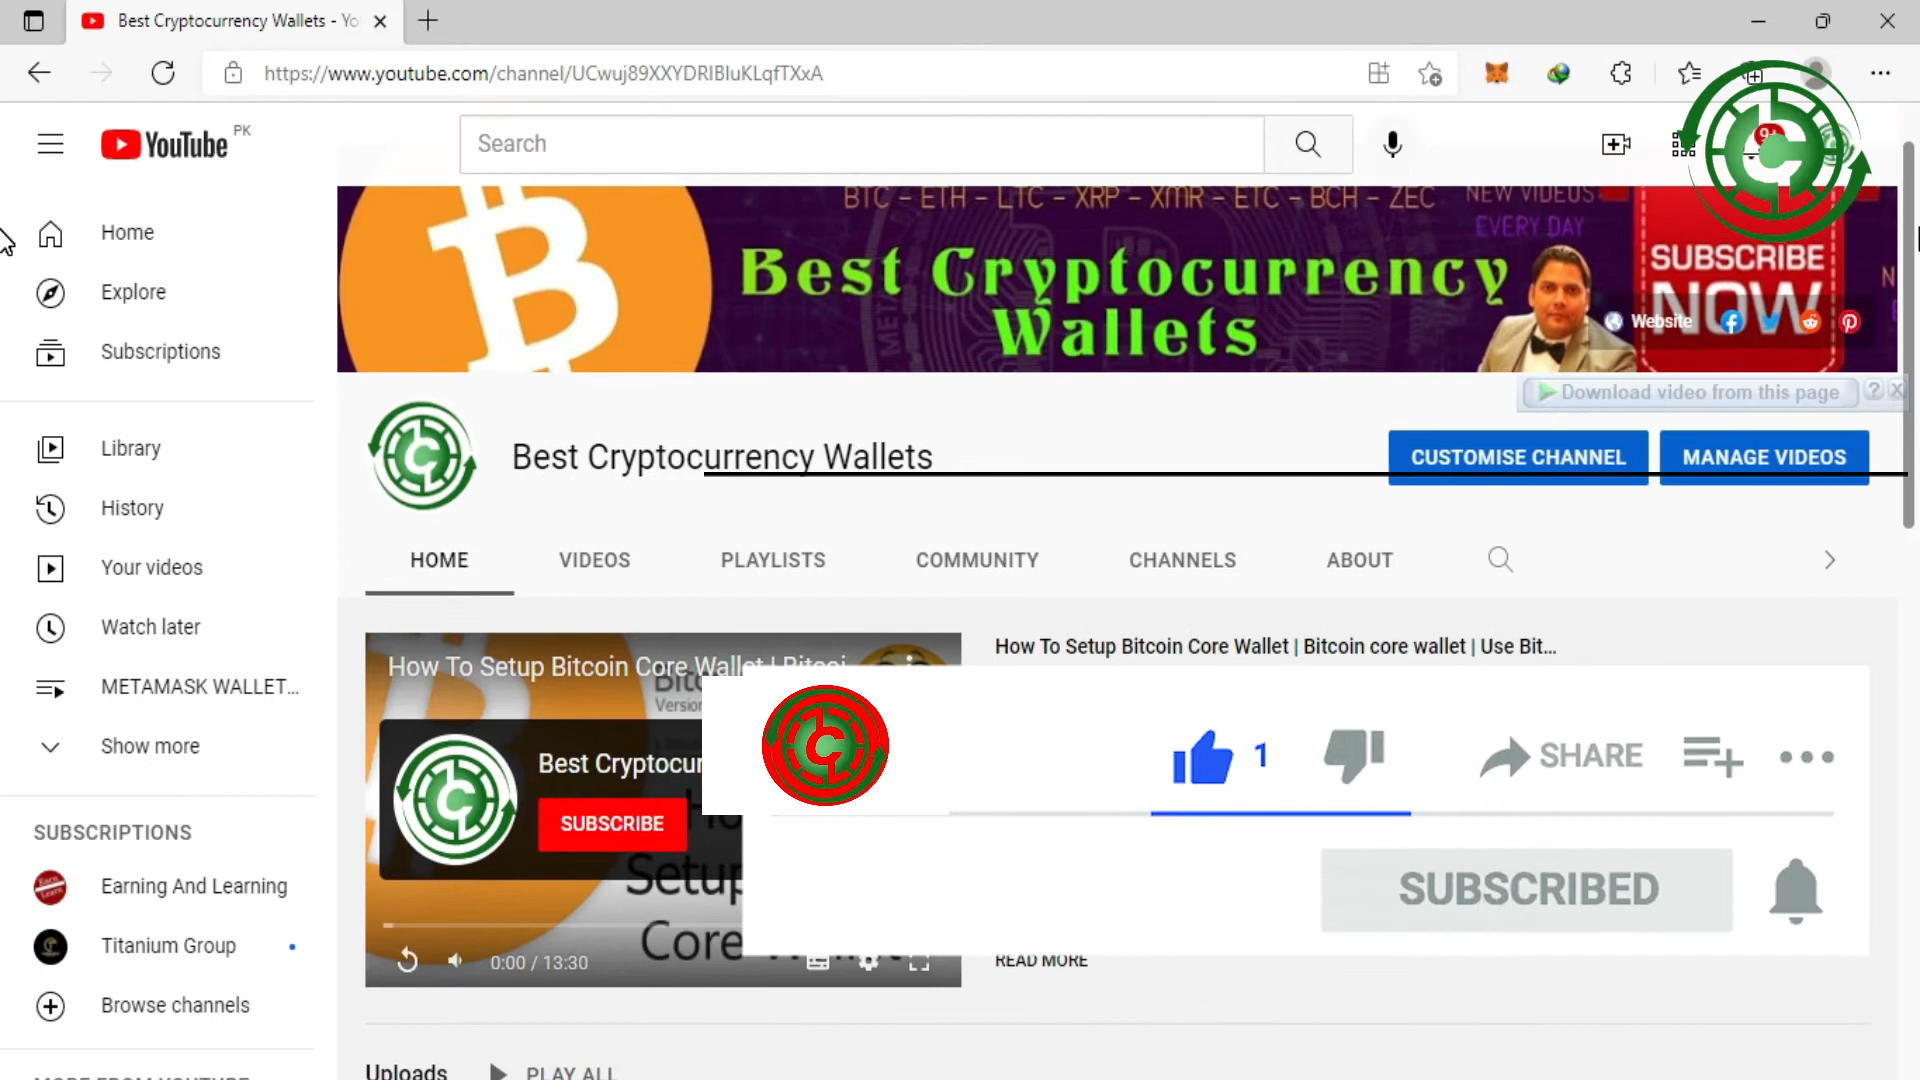 Best Cryptocurrency Wallets - Yo
https://www.youtube.com/channel/UCwuj89XXYDRIBIuKLqfTXxA
YouTube PK
Search
9+
Home
Explore
Subscriptions
Library
History
Your videos
Watch later
METAMASK WALLET...
Show more
SUBSCRIPTIONS
Earning And Learning
Titanium Group
Browse channels
MORE FROM YOUTUBE
BTC - ETH - LTC - XRP - XMR - ETC - BCH - ZEC
NEW VIDEOS
EVERY DAY
Best Cryptocurrency
Wallets
SUBSCRIBE
NOW
Website
Download video from this page
Best Cryptocurrency Wallets
CUSTOMISE CHANNEL
MANAGE VIDEOS
HOME
VIDEOS
PLAYLISTS
COMMUNITY
CHANNELS
ABOUT
How To Setup Bitcoin Core Wallet | Bitcoi
Best Cryptocur
SUBSCRIBE
Setup
Core
0:00 / 13:30
How To Setup Bitcoin Core Wallet | Bitcoin core wallet | Use Bit...
1
SHARE
SUBSCRIBED
READ MORE
Uploads
PLAY ALL